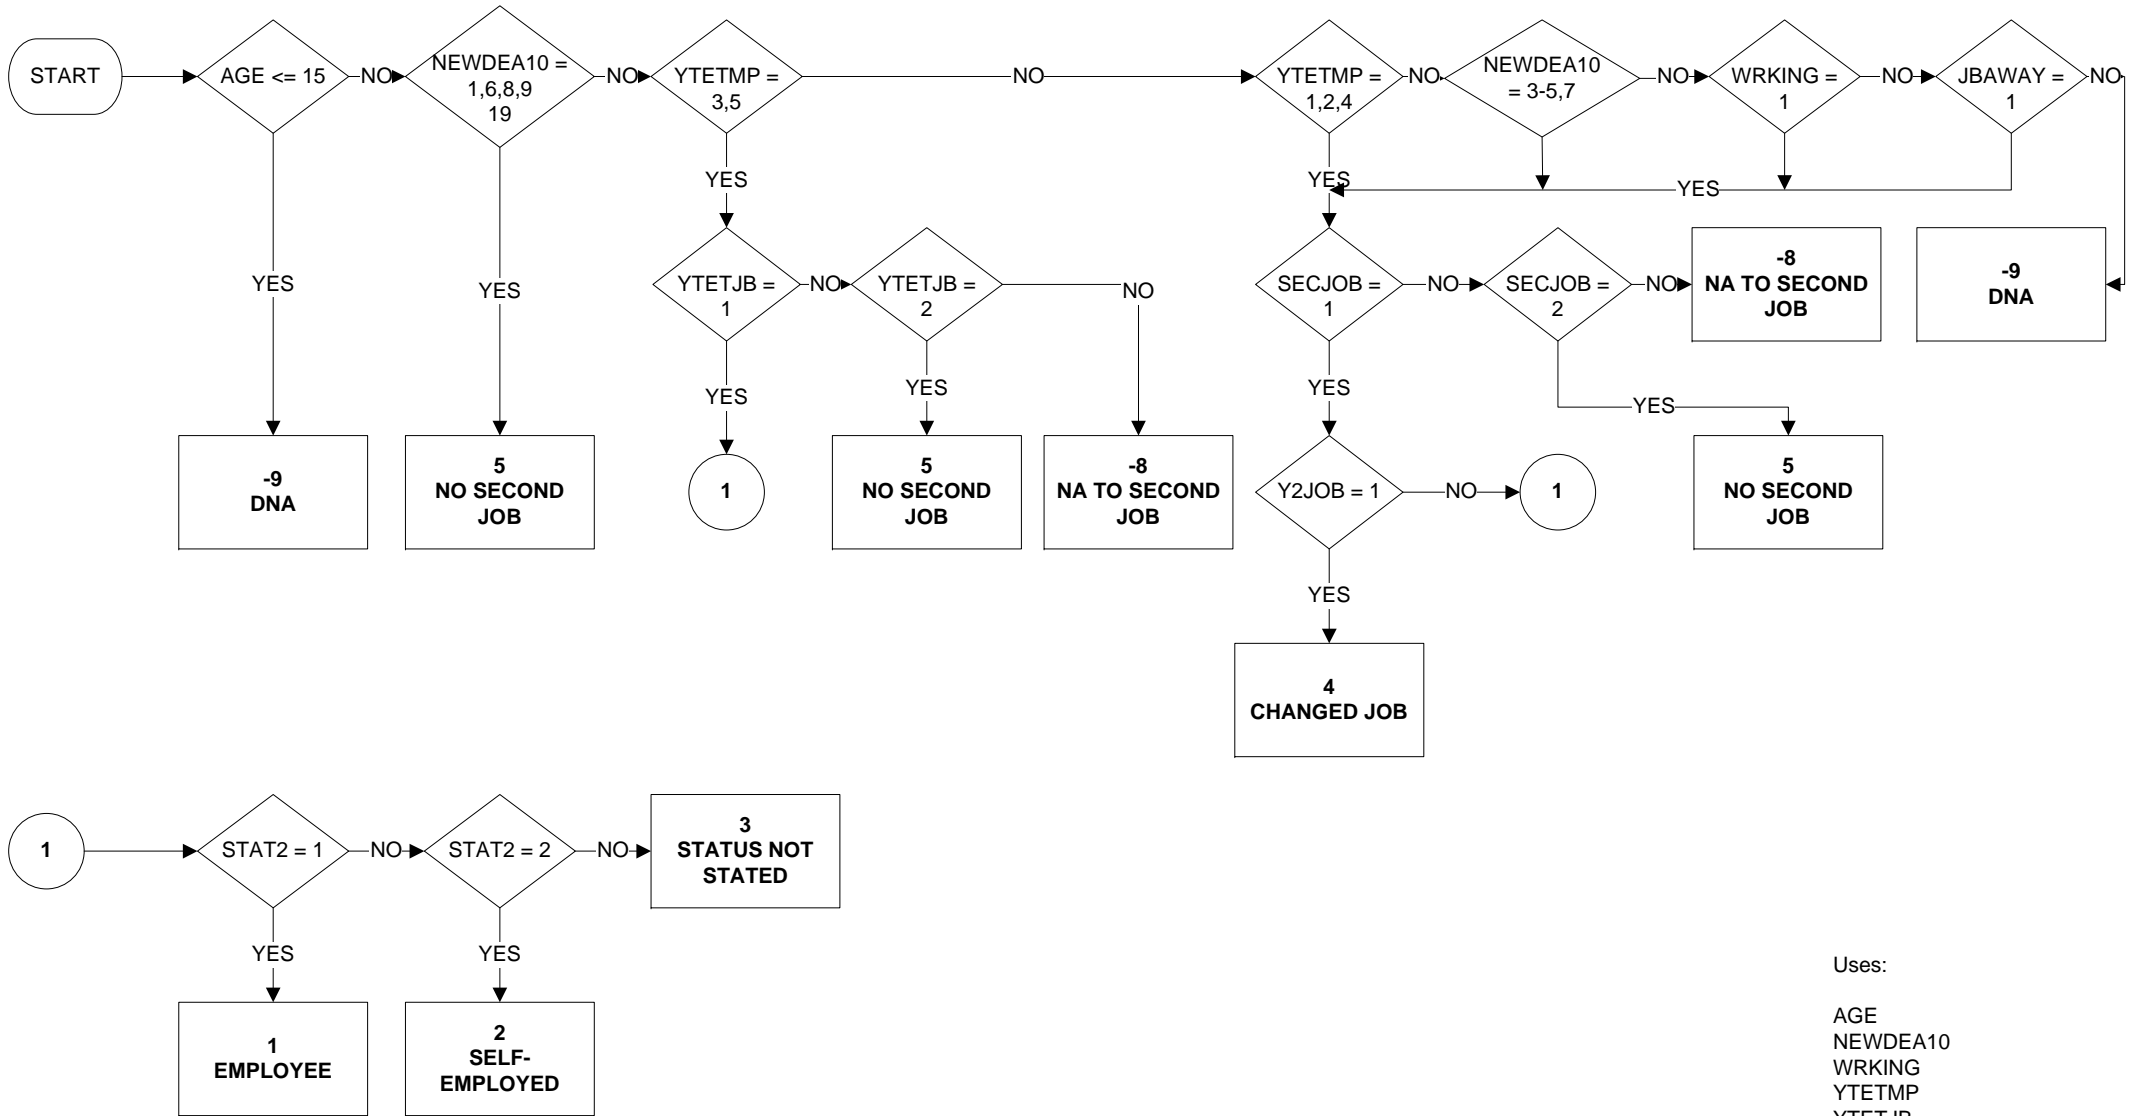 START
AGE <= 15
NO
NEWDEA10 =
1,6,8,9
19
NO
YTETMP =
3,5
NO
YTETMP =
1,2,4
NO
NEWDEA10
= 3-5,7
NO
WRKING =
1
NO
JBAWAY =
1
NO
YES
YES
YES
YES
YES
YTETJB =
1
NO
YTETJB =
2
NO
SECJOB =
1
NO
SECJOB =
2
NO
-8
NA TO SECOND
JOB
-9
DNA
YES
YES
YES
YES
-9
DNA
5
NO SECOND
JOB
1
5
NO SECOND
JOB
-8
NA TO SECOND
JOB
Y2JOB = 1
NO
1
5
NO SECOND
JOB
YES
4
CHANGED JOB
1
STAT2 = 1
NO
STAT2 = 2
NO
3
STATUS NOT
STATED
YES
YES
1
EMPLOYEE
2
SELF-
EMPLOYED
Uses:
AGE
NEWDEA10
WRKING
YTETMP
YTETJB